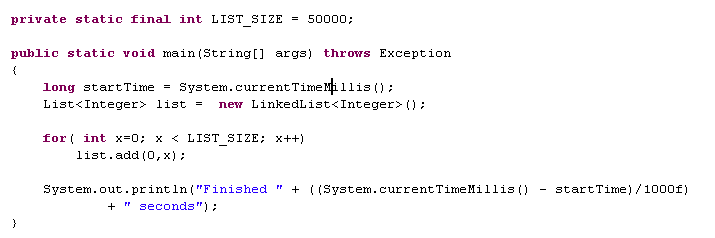 private static final int LIST_SIZE = 50000;
public static void main(String[] args) throws Exception
{
long startTime = System.currentTimeMillis();
List<Integer> list =  new LinkedList<Integer>();
for( int x=0; x < LIST_SIZE; x++)
list.add(0,x);
System.out.println("Finished " + ((System.currentTimeMillis() - startTime)/1000f)
+ " seconds");
}